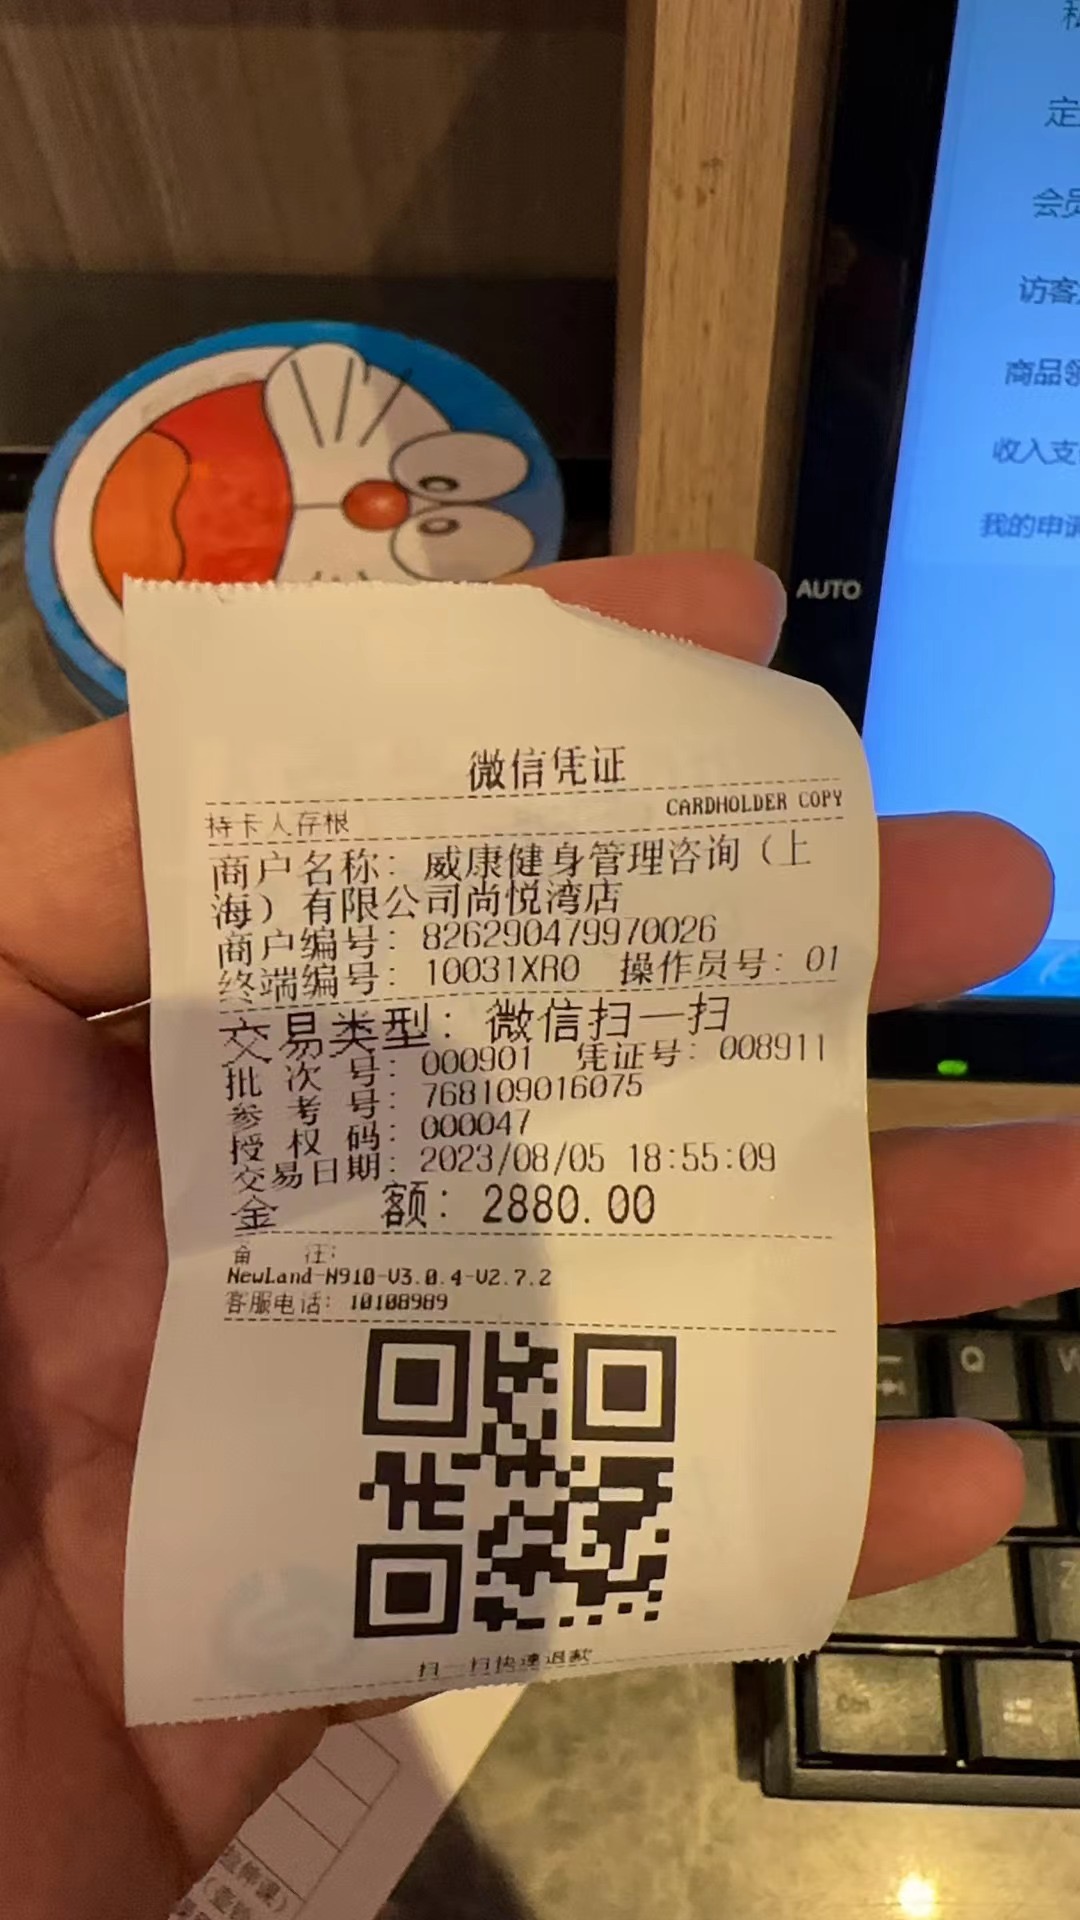 定
会员
访客
商品领
收入支
我的申请
AUTO
微信凭证
持卡人存根 CARDHOLDER COPY
商户名称: 威康健身管理咨询（上
海）有限公司尚悦湾店
商户编号: 826290479970026
终端编号: 10031XR0 操作员号: 01
交易类型: 微信扫一扫
批 次 号: 000901 凭证号: 008911
参 考 号: 768109016075
授 权 码: 000047
交易日期: 2023/08/05 18:55:09
金 额: 2880.00
备 注:
NewLand-N910-V3.0.4-V2.7.2
客服电话: 10108989
扫一扫快速退款
Q
W
Z
Ctrl